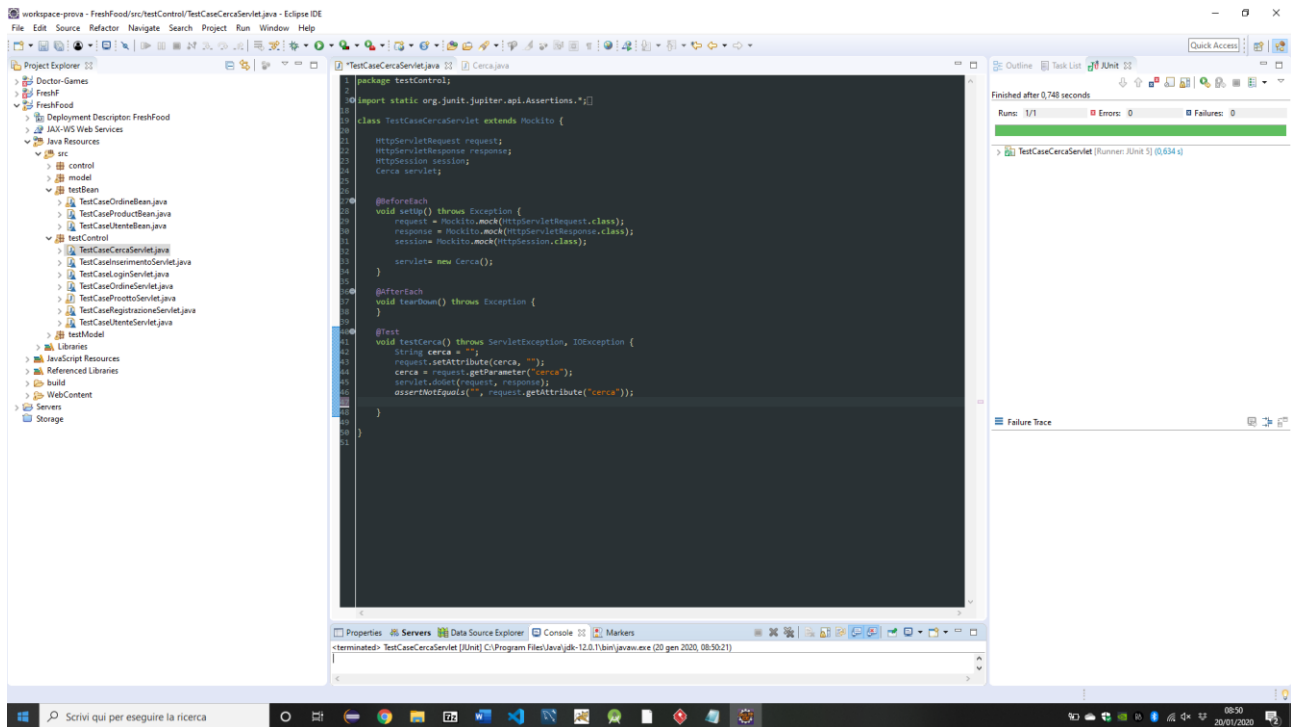 workspace-prova - FreshFood/src/testControl/TestCaseCercaServlet.java - Eclipse IDE
File Edit Source Refactor Navigate Search Project Run Window Help
Quick Access
Project Explorer
Doctor-Games
FreshF
FreshFood
Deployment Descriptor: FreshFood
JAX-WS Web Services
Java Resources
src
control
model
testBean
TestCaseOrdineBean.java
TestCaseProductBean.java
TestCaseUtenteBean.java
testControl
TestCaseCercaServlet.java
TestCaseInserimentoServlet.java
TestCaseLoginServlet.java
TestCaseOrdineServlet.java
TestCaseProottoServlet.java
TestCaseRegistrazioneServlet.java
TestCaseUtenteServlet.java
testModel
Libraries
JavaScript Resources
Referenced Libraries
build
WebContent
Servers
Storage
*TestCaseCercaServlet.java Cerca.java
1 package testControl;
2
3 import static org.junit.jupiter.api.Assertions.*;
18
19 class TestCaseCercaServlet extends Mockito {
20
21 HttpServletRequest request;
22 HttpServletResponse response;
23 HttpSession session;
24 Cerca servlet;
25
26
27 @BeforeEach
28 void setUp() throws Exception {
29 request = Mockito.mock(HttpServletRequest.class);
30 response = Mockito.mock(HttpServletResponse.class);
31 session= Mockito.mock(HttpSession.class);
32
33 servlet= new Cerca();
34 }
35
36 @AfterEach
37 void tearDown() throws Exception {
38 }
39
40 @Test
41 void testCerca() throws ServletException, IOException {
42 String cerca = "";
43 request.setAttribute(cerca, "");
44 cerca = request.getParameter("cerca");
45 servlet.doGet(request, response);
46 assertNotEquals("", request.getAttribute("cerca"));
47
48 }
49
50 }
51
Properties Servers Data Source Explorer Console Markers
<terminated> TestCaseCercaServlet [JUnit] C:\Program Files\Java\jdk-12.0.1\bin\javaw.exe (20 gen 2020, 08:50:21)
Outline Task List JUnit
Finished after 0,748 seconds
Runs: 1/1 Errors: 0 Failures: 0
TestCaseCercaServlet [Runner: JUnit 5] (0,634 s)
Failure Trace
Scrivi qui per eseguire la ricerca
08:50
20/01/2020